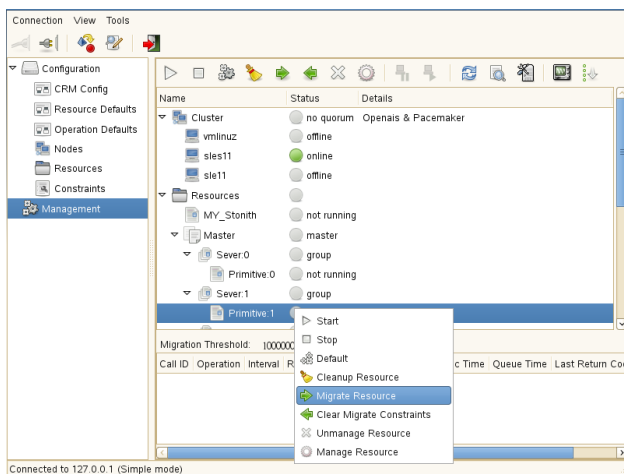 Connection View Tools
Configuration
CRM Config
Resource Defaults
Operation Defaults
Nodes
Resources
Constraints
Management
Name Status Details
Cluster no quorum Openais & Pacemaker
vmlinuz offline
sles11 online
sle11 offline
Resources
MY_Stonith not running
Master master
Sever:0 group
Primitive:0 not running
Sever:1 group
Primitive:1
Migration Threshold:
Call ID Operation Interval Time Queue Time Last Return
Start
Stop
Default
Cleanup Resource
Migrate Resource
Clear Migrate Constraints
Unmanage Resource
Manage Resource
Connected to 127.0.0.1 (Simple mode)